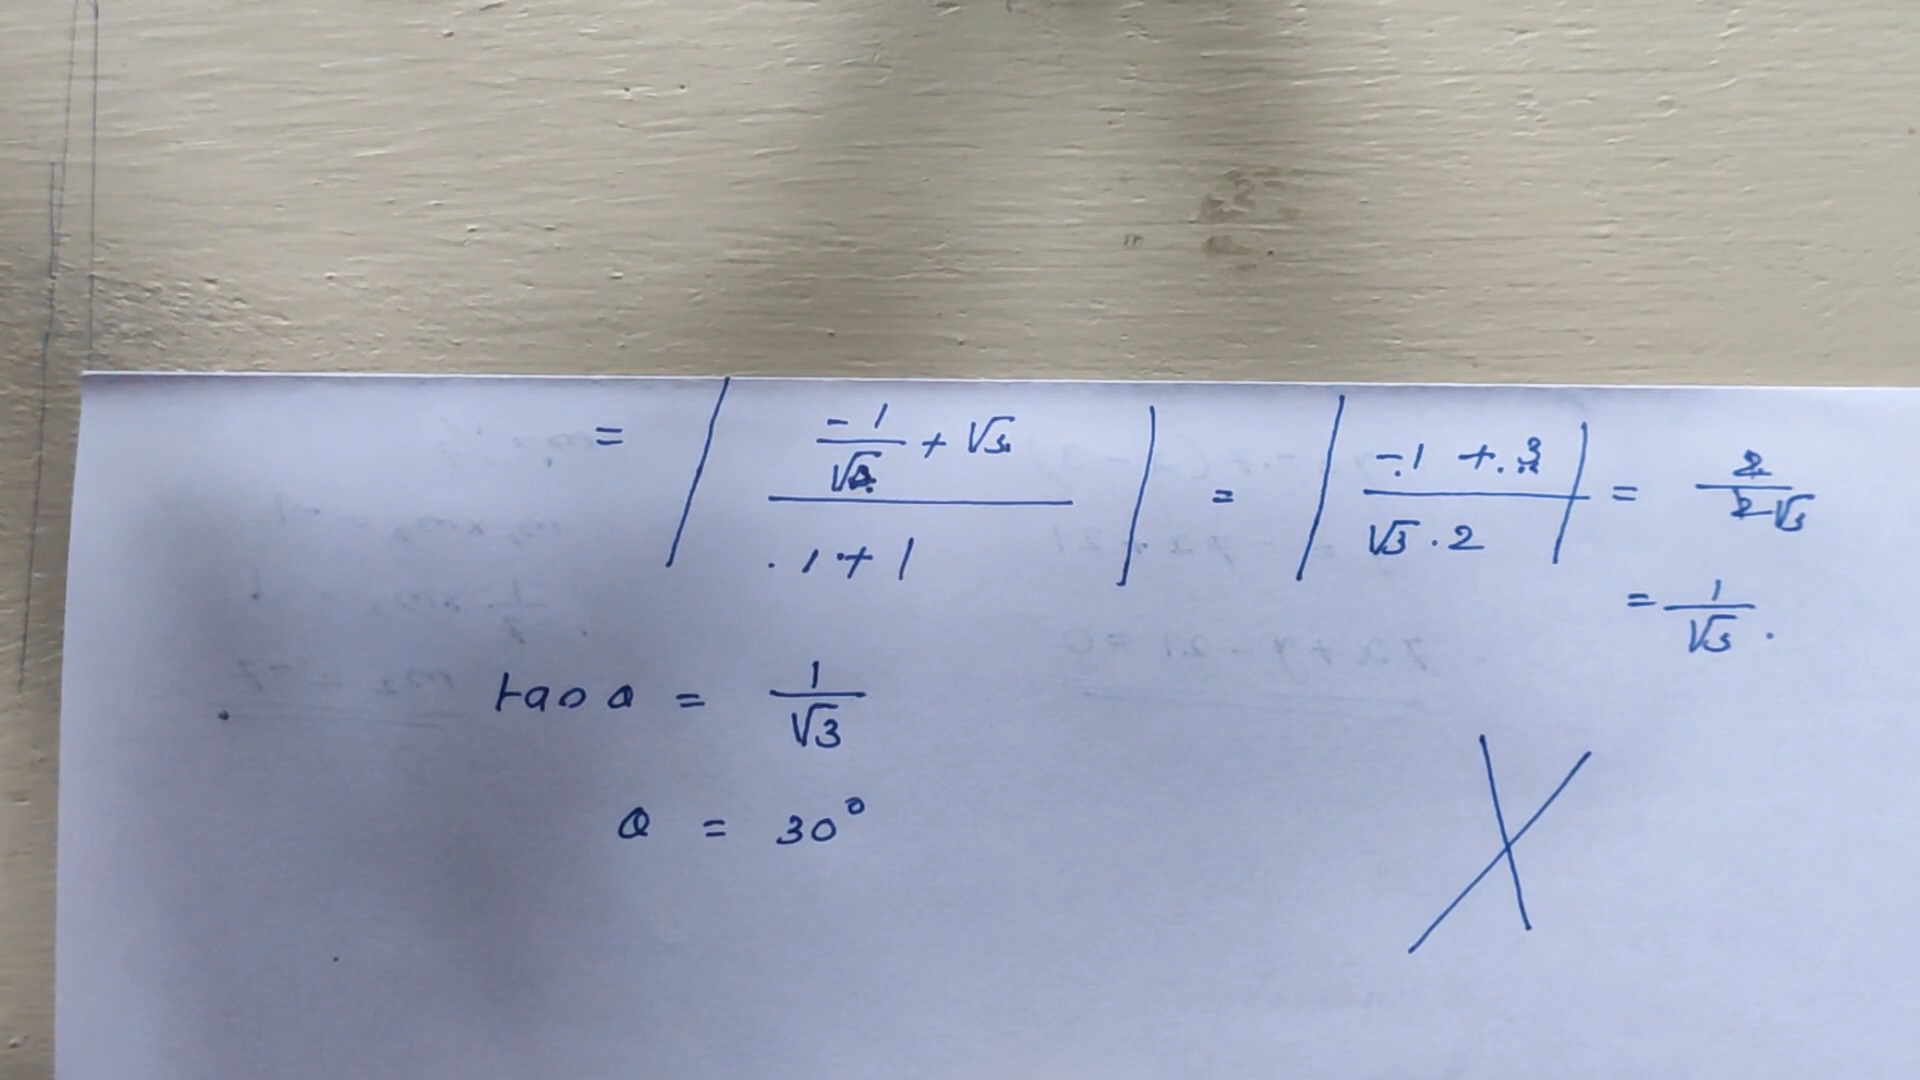 = | (-1/√3 + √3) / (1 + 1) | = | (-1 + 3) / (√3 . 2) | = 2 / 2√3
= 1/√3 .
tan θ = 1/√3
θ = 30°